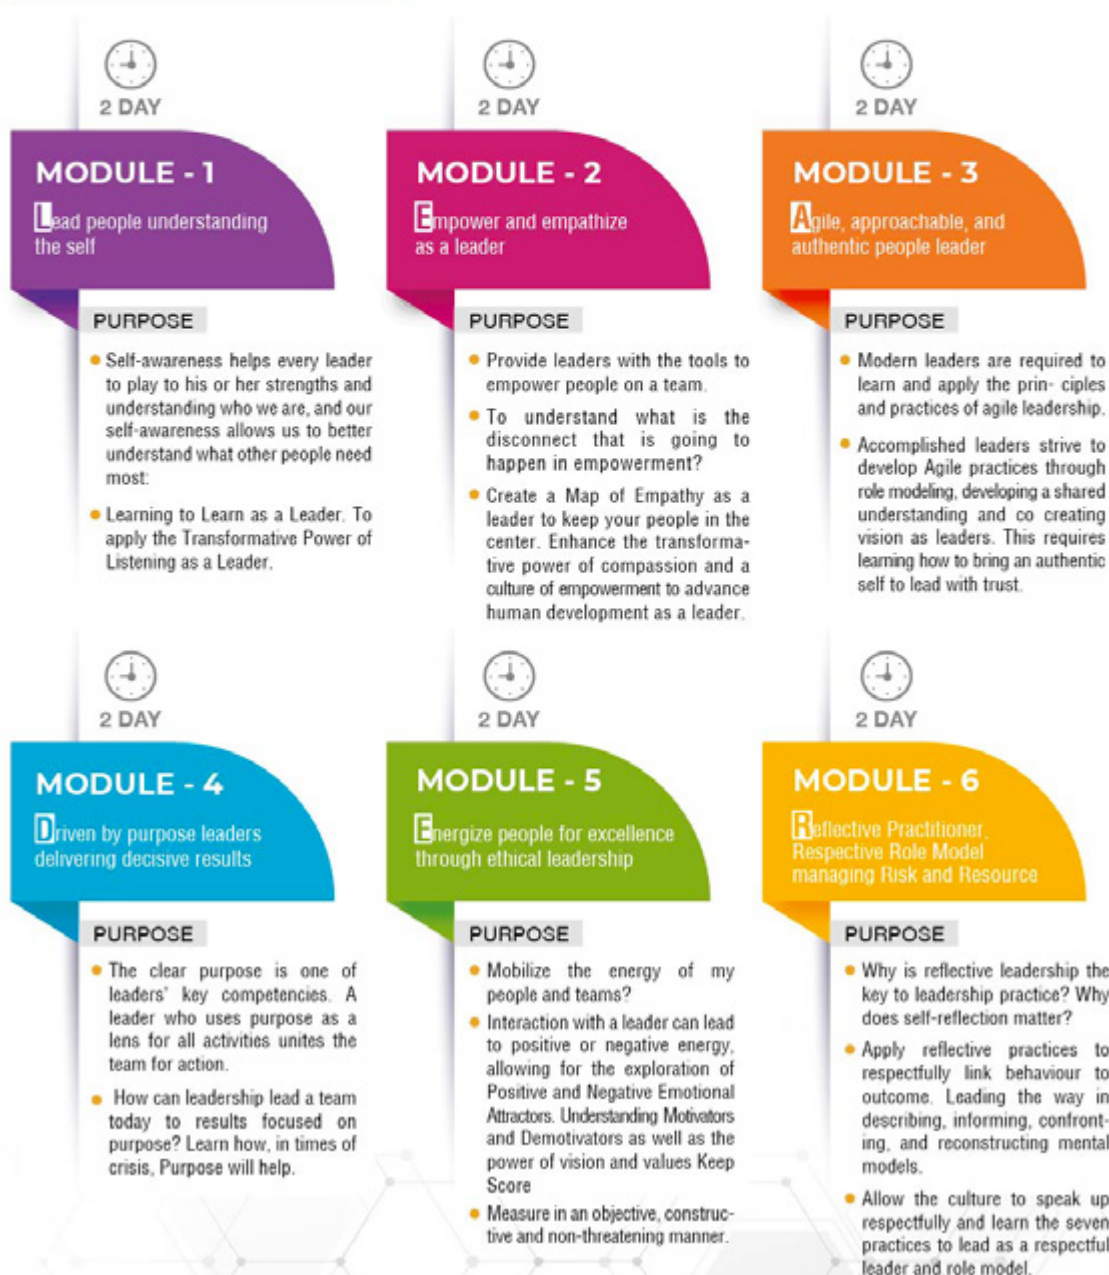 2 DAY
MODULE - 1
Lead people understanding
the self
PURPOSE
Self-awareness helps every leader
to play to his or her strengths and
understanding who we are, and our
self-awareness allows us to better
understand what other people need
most:
Learning to Learn as a Leader. To
apply the Transformative Power of
Listening as a Leader.
2 DAY
MODULE - 2
Empower and empathize
as a leader
PURPOSE
Provide leaders with the tools to
empower people on a team.
To understand what is the
disconnect that is going to
happen in empowerment?
Create a Map of Empathy as a
leader to keep your people in the
center. Enhance the transforma-
tive power of compassion and a
culture of empowerment to advance
human development as a leader.
2 DAY
MODULE - 3
Agile, approachable, and
authentic people leader
PURPOSE
Modern leaders are required to
learn and apply the prin- ciples
and practices of agile leadership.
Accomplished leaders strive to
develop Agile practices through
role modeling, developing a shared
understanding and co creating
vision as leaders. This requires
learning how to bring an authentic
self to lead with trust.
2 DAY
MODULE - 4
Driven by purpose leaders
delivering decisive results
PURPOSE
The clear purpose is one of
leaders' key competencies. A
leader who uses purpose as a
lens for all activities unites the
team for action.
How can leadership lead a team
today to results focused on
purpose? Learn how, in times of
crisis, Purpose will help.
2 DAY
MODULE - 5
Energize people for excellence
through ethical leadership
PURPOSE
Mobilize the energy of my
people and teams?
Interaction with a leader can lead
to positive or negative energy,
allowing for the exploration of
Positive and Negative Emotional
Attractors. Understanding Motivators
and Demotivators as well as the
power of vision and values Keep
Score
Measure in an objective, construc-
tive and non-threatening manner.
2 DAY
MODULE - 6
Reflective Practitioner,
Respective Role Model
managing Risk and Resource
PURPOSE
Why is reflective leadership the
key to leadership practice? Why
does self-reflection matter?
Apply reflective practices to
respectfully link behaviour to
outcome. Leading the way in
describing, informing, confront-
ing, and reconstructing mental
models.
Allow the culture to speak up
respectfully and learn the seven
practices to lead as a respectful
leader and role model.